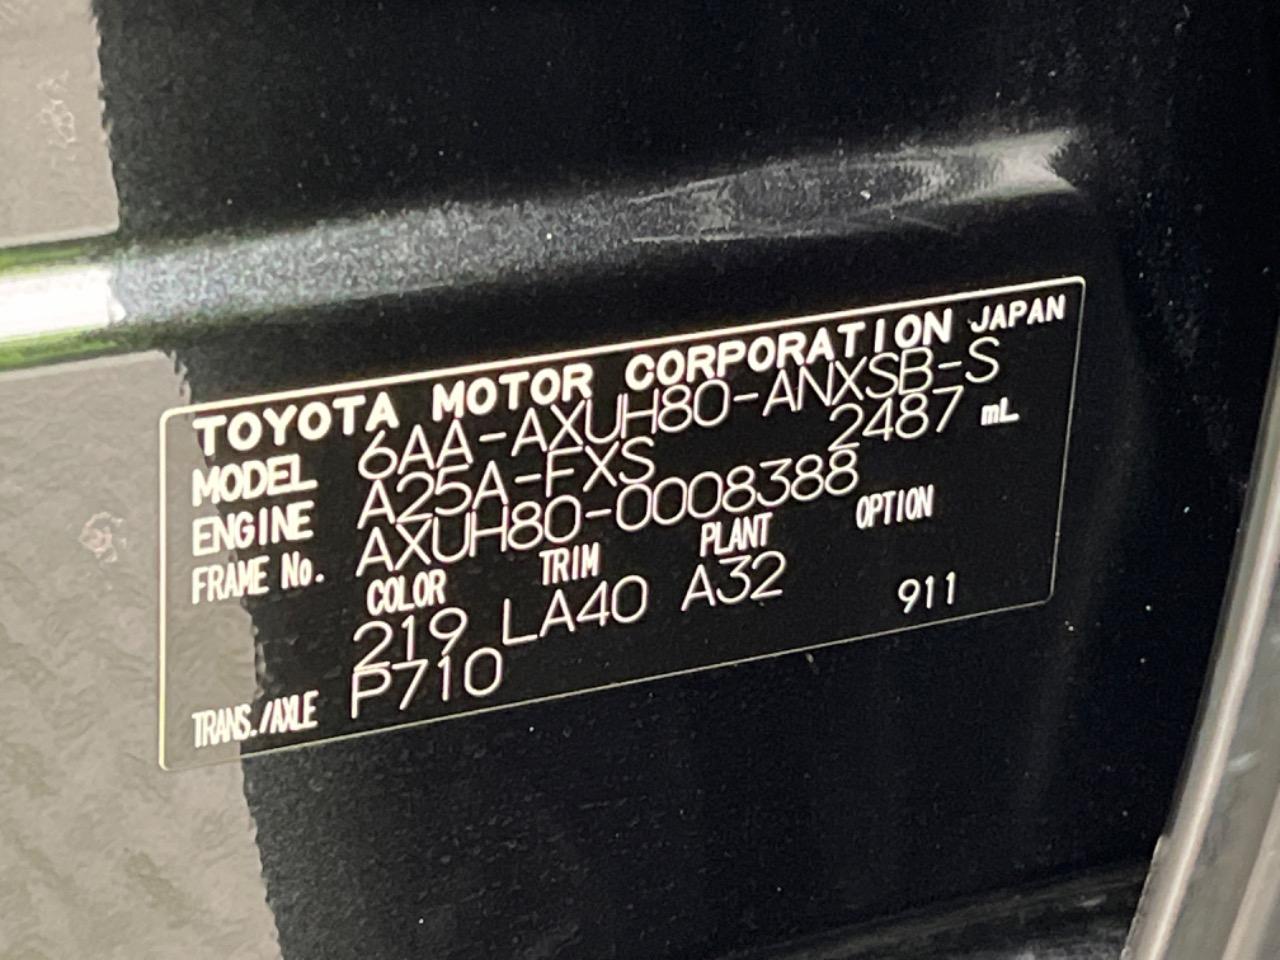 TOYOTA MOTOR CORPORATION JAPAN
MODEL 6AA-AXUH80-ANXSB-S
ENGINE A25A-FXS 2487 mL
FRAME No. AXUH80-0008388
COLOR TRIM PLANT OPTION
219 LA40 A32 911
TRANS./AXLE P710